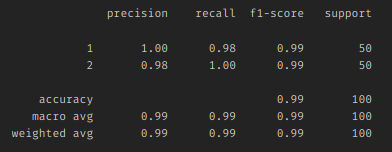 precision recall f1-score support
1 1.00 0.98 0.99 50
2 0.98 1.00 0.99 50
accuracy 0.99 100
macro avg 0.99 0.99 0.99 100
weighted avg 0.99 0.99 0.99 100